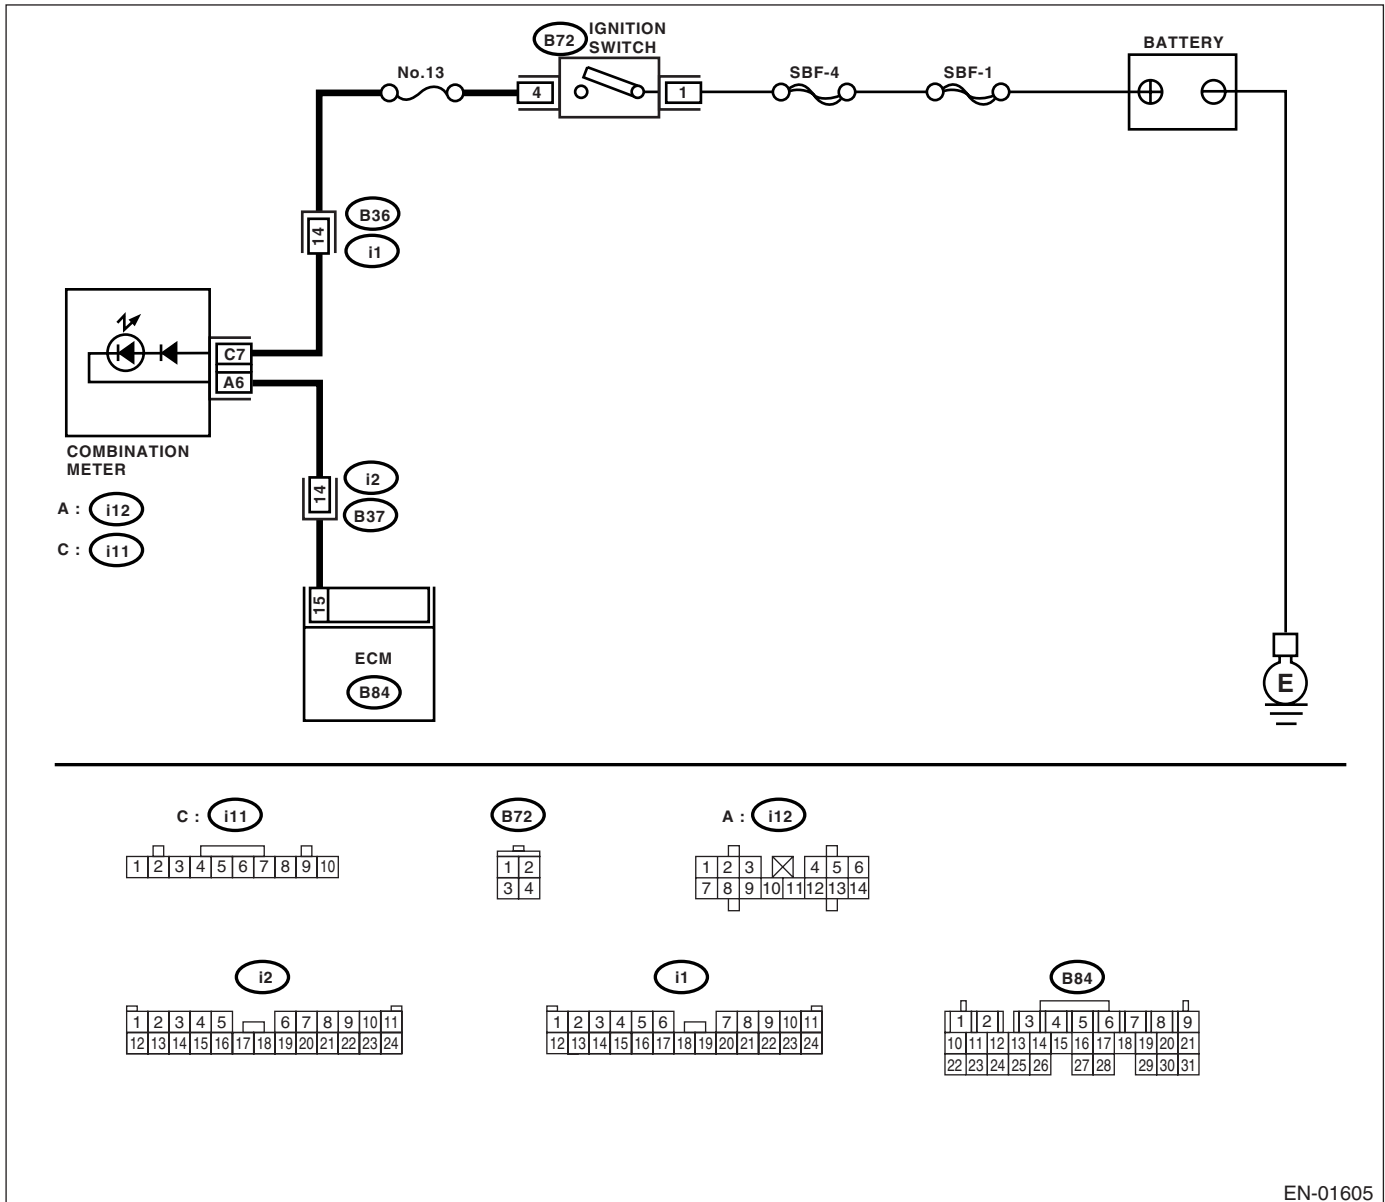 B72
IGNITION
SWITCH
BATTERY
No.13
SBF-4
SBF-1
4
1
14
B36
i1
C7
A6
COMBINATION
METER
A : i12
C : i11
14
i2
B37
15
ECM
B84
E
C : i11
1 2 3 4 5 6 7 8 9 10
B72
1 2
3 4
A : i12
1 2 3 4 5 6
7 8 9 10 11 12 13 14
i2
1 2 3 4 5 6 7 8 9 10 11
12 13 14 15 16 17 18 19 20 21 22 23 24
i1
1 2 3 4 5 6 7 8 9 10 11
12 13 14 15 16 17 18 19 20 21 22 23 24
B84
1 2 3 4 5 6 7 8 9
10 11 12 13 14 15 16 17 18 19 20 21
22 23 24 25 26 27 28 29 30 31
EN-01605